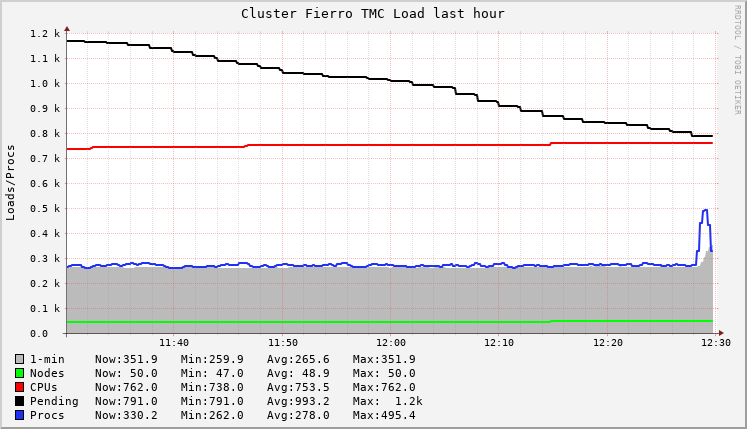 Cluster Fierro TMC Load last hour
RRDTOOL / TOBI OETIKER
Loads/Procs
1.2 k
1.1 k
1.0 k
0.9 k
0.8 k
0.7 k
0.6 k
0.5 k
0.4 k
0.3 k
0.2 k
0.1 k
0.0
11:40 11:50 12:00 12:10 12:20 12:30
1-min Now:351.9 Min:259.9 Avg:265.6 Max:351.9
Nodes Now: 50.0 Min: 47.0 Avg: 48.9 Max: 50.0
CPUs Now:762.0 Min:738.0 Avg:753.5 Max:762.0
Pending Now:791.0 Min:791.0 Avg:993.2 Max: 1.2k
Procs Now:330.2 Min:262.0 Avg:278.0 Max:495.4